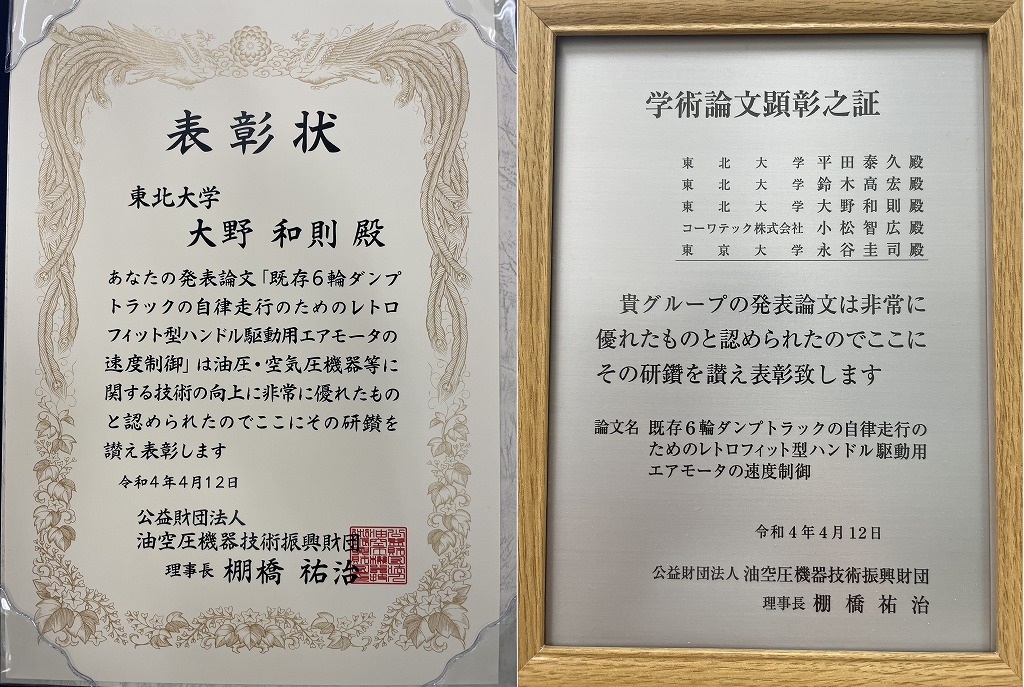 表彰状
東北大学
大野 和則 殿
あなたの発表論文「既存6輪ダンプ
トラックの自律走行のためのレトロ
フィット型ハンドル駆動用エアモータの
速度制御」は油圧・空気圧機器等に
関する技術の向上に非常に優れたもの
と認められたのでここにその研鑽を
讃え表彰します
令和4年4月12日
公益財団法人
油空圧機器技術振興財団
理事長 棚橋 祐治
学術論文顕彰之証
東北大学 平田泰久殿
東北大学 鈴木高宏殿
東北大学 大野和則殿
コーワテック株式会社 小松智広殿
東京大学 永谷圭司殿
貴グループの発表論文は非常に
優れたものと認められたのでここに
その研鑽を讃え表彰致します
論文名 既存6輪ダンプトラックの自律走行の
ためのレトロフィット型ハンドル駆動用
エアモータの速度制御
令和4年4月12日
公益財団法人 油空圧機器技術振興財団
理事長 棚橋祐治